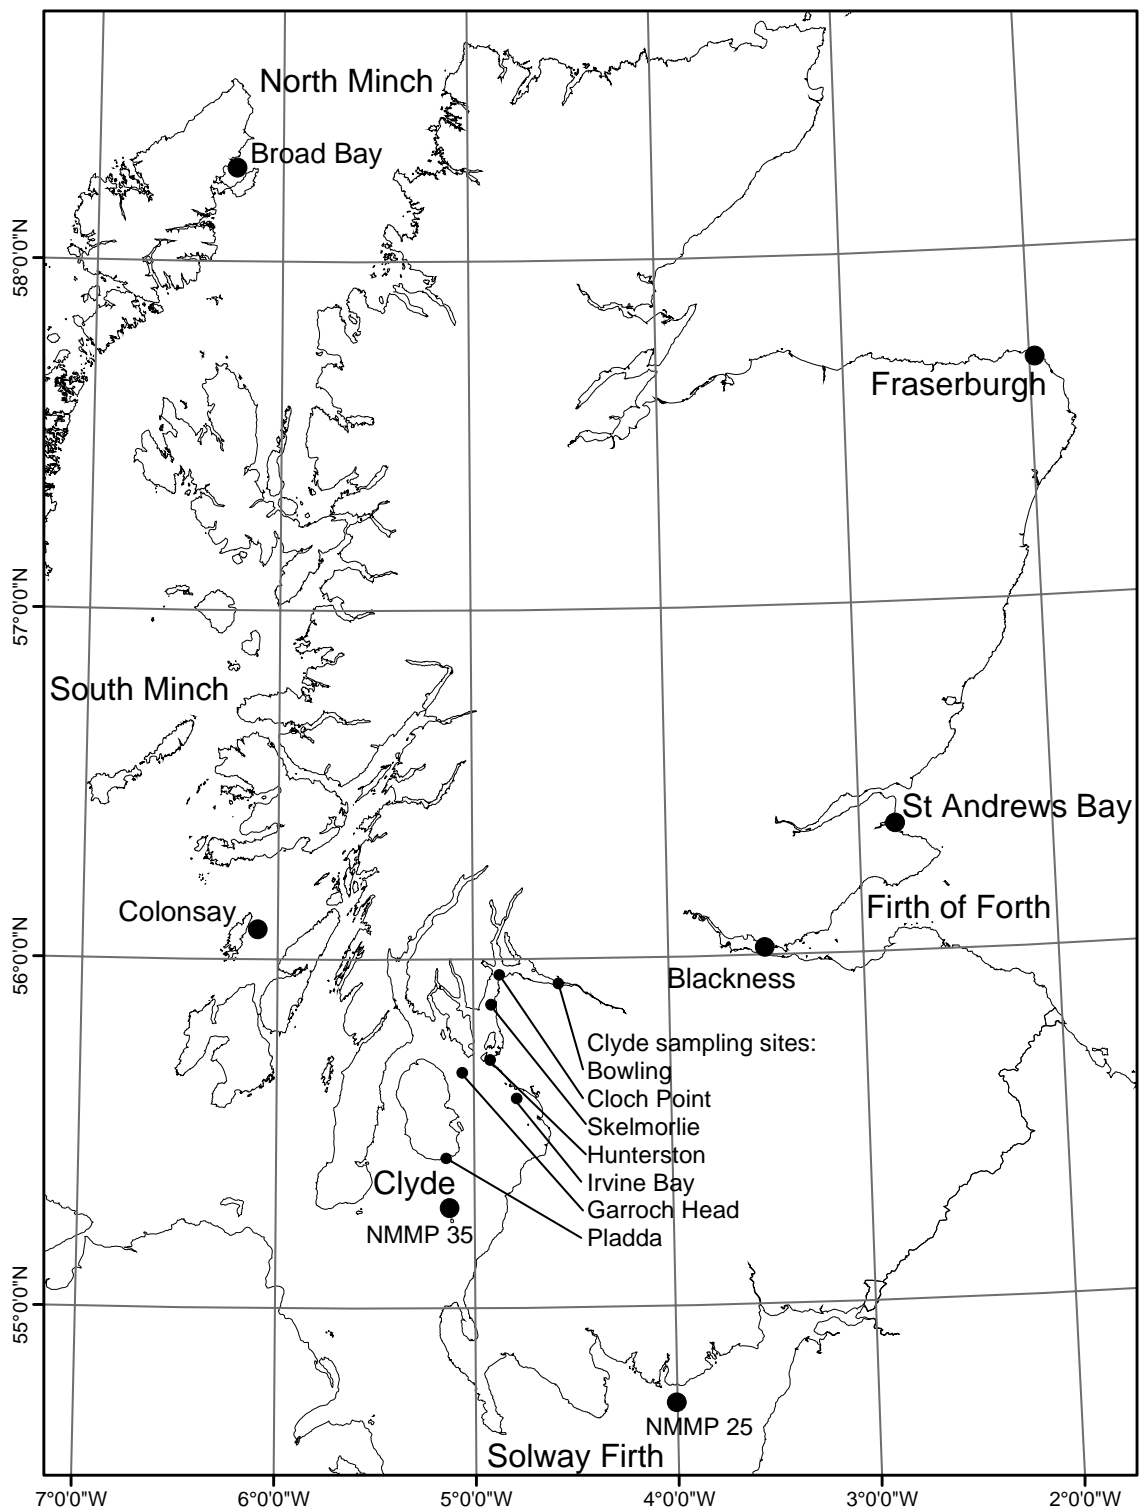 North Minch
Broad Bay
58°0'0"N
Fraserburgh
57°0'0"N
South Minch
St Andrews Bay
Colonsay
Firth of Forth
56°0'0"N
Blackness
Clyde sampling sites:
Bowling
Cloch Point
Skelmorlie
Hunterston
Irvine Bay
Garroch Head
Pladda
Clyde
NMMP 35
55°0'0"N
NMMP 25
Solway Firth
7°0'0"W
6°0'0"W
5°0'0"W
4°0'0"W
3°0'0"W
2°0'0"W